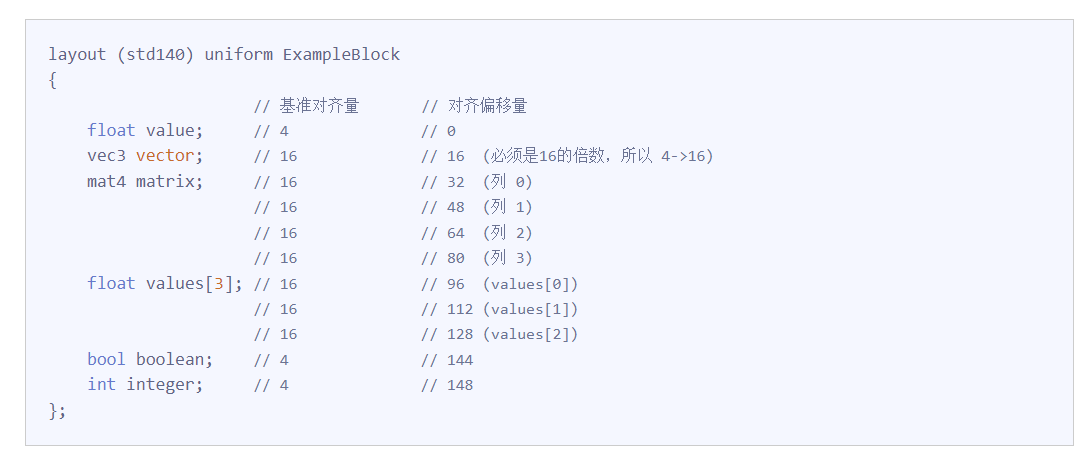 layout (std140) uniform ExampleBlock
{
                     // 基准对齐量       // 对齐偏移量
    float value;     // 4               // 0
    vec3 vector;     // 16              // 16  (必须是16的倍数，所以 4->16)
    mat4 matrix;     // 16              // 32  (列 0)
                     // 16              // 48  (列 1)
                     // 16              // 64  (列 2)
                     // 16              // 80  (列 3)
    float values[3]; // 16              // 96  (values[0])
                     // 16              // 112 (values[1])
                     // 16              // 128 (values[2])
    bool boolean;    // 4               // 144
    int integer;     // 4               // 148
};